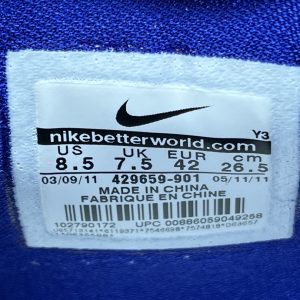 Y3
nikebetterworld.com/
US UK EUR cm
8.5 7.5 42 26.5
03/09/11 429659-901 05/11/11
MADE IN CHINA
FABRIQUE EN CHINE
102790172 UPC 00886059049258